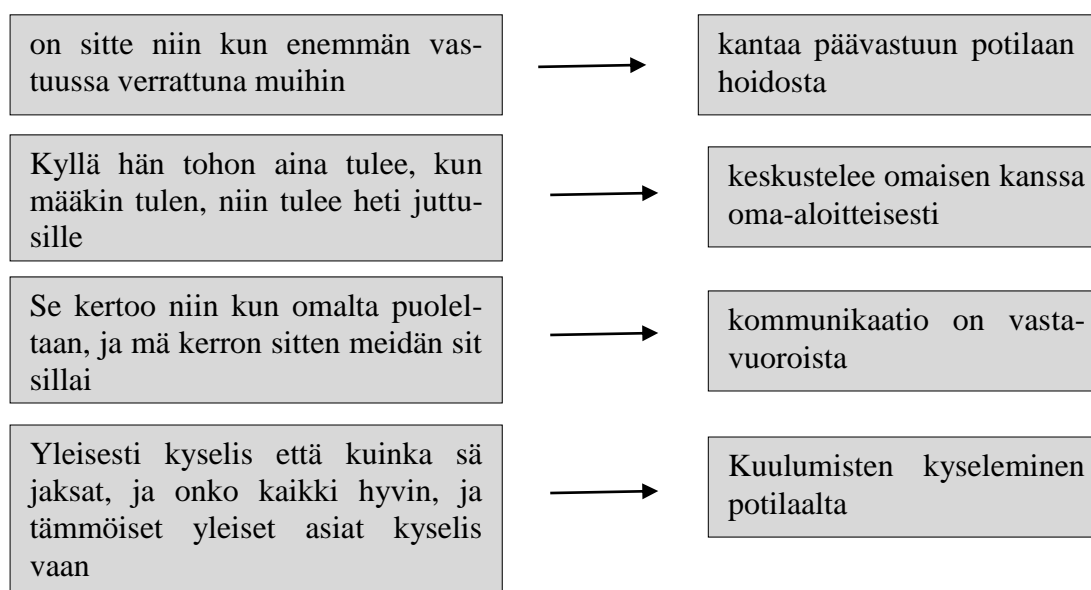 on sitte niin kun enemmän vas-
tuussa verrattuna muihin
kantaa päävastuun potilaan
hoidosta
Kyllä hän tohon aina tulee, kun
määkin tulen, niin tulee heti juttu-
sille
keskustelee omaisen kanssa
oma-aloitteisesti
Se kertoo niin kun omalta puolel-
taan, ja mä kerron sitten meidän sit
sillai
kommunikaatio on vasta-
vuoroista
Yleisesti kyselis että kuinka sä
jaksat, ja onko kaikki hyvin, ja
tämmöiset yleiset asiat kyselis
vaan
Kuulumisten kyseleminen
potilaalta